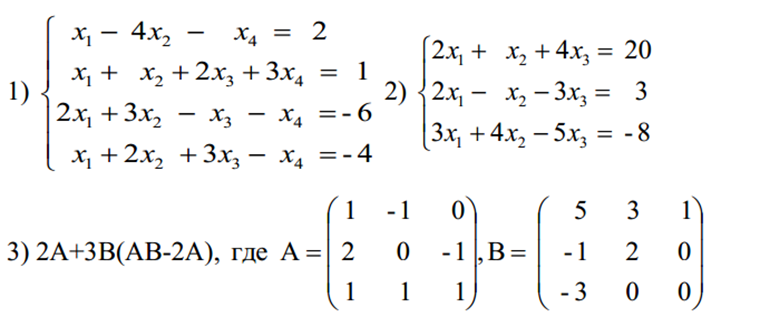 1) { x₁ − 4x₂ − x₄ = 2
x₁ + x₂ + 2x₃ + 3x₄ = 1
2x₁ + 3x₂ − x₃ − x₄ = -6
x₁ + 2x₂ + 3x₃ − x₄ = -4
2) { 2x₁ + x₂ + 4x₃ = 20
2x₁ − x₂ − 3x₃ = 3
3x₁ + 4x₂ − 5x₃ = -8
3) 2A+3B(AB-2A), где A = ( 1 -1 0
2 0 -1
1 1 1 ), B = ( 5 3 1
-1 2 0
-3 0 0 )